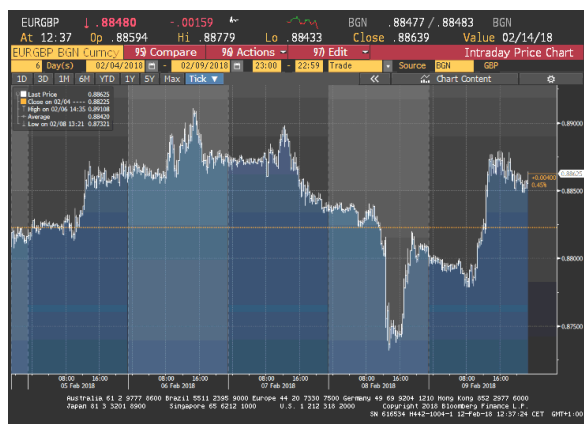 EURGBP ↓ .88480 -.00159 BGN .88477 / .88483 BGN
At 12:37 Op .88594 Hi .88779 Lo .88433 Close .88639 Value 02/14/18
EURGBP BGN Curncy 95) Compare 96) Actions 97) Edit Intraday Price Chart
6 Day(s) 02/04/2018 - 02/09/2018 23:00 - 22:59 Trade Source BGN GBP
1D 3D 1M 6M YTD 1Y 5Y Max Tick ▼ « Chart Content
Last Price 0.88625
Close on 02/04 ---- 0.88225
High on 02/06 14:35 0.89108
Average 0.88420
Low on 02/08 13:21 0.87321
0.89000
0.88625
+0.00400
0.45%
0.88500
0.88000
0.87500
08:00 16:00 08:00 16:00 08:00 16:00 08:00 16:00 08:00 16:00
05 Feb 2018 06 Feb 2018 07 Feb 2018 08 Feb 2018 09 Feb 2018
Australia 61 2 9777 8600 Brazil 5511 2395 9000 Europe 44 20 7330 7500 Germany 49 69 9204 1210 Hong Kong 852 2977 6000
Japan 81 3 3201 8900 Singapore 65 6212 1000 U.S. 1 212 318 2000 Copyright 2018 Bloomberg Finance L.P.
SN 616534 H442-1004-1 12-Feb-18 12:37:24 CET GMT+1:00